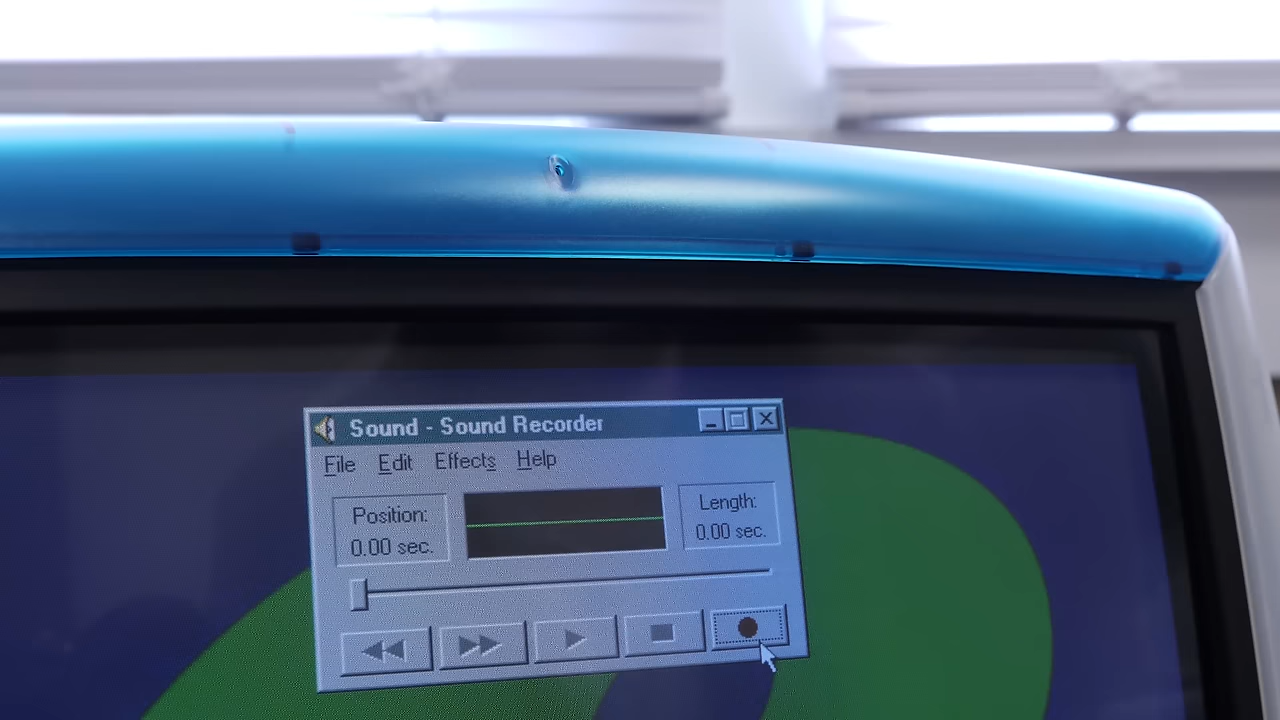 Sound - Sound Recorder
File Edit Effects Help
Position:
0.00 sec.
Length:
0.00 sec.